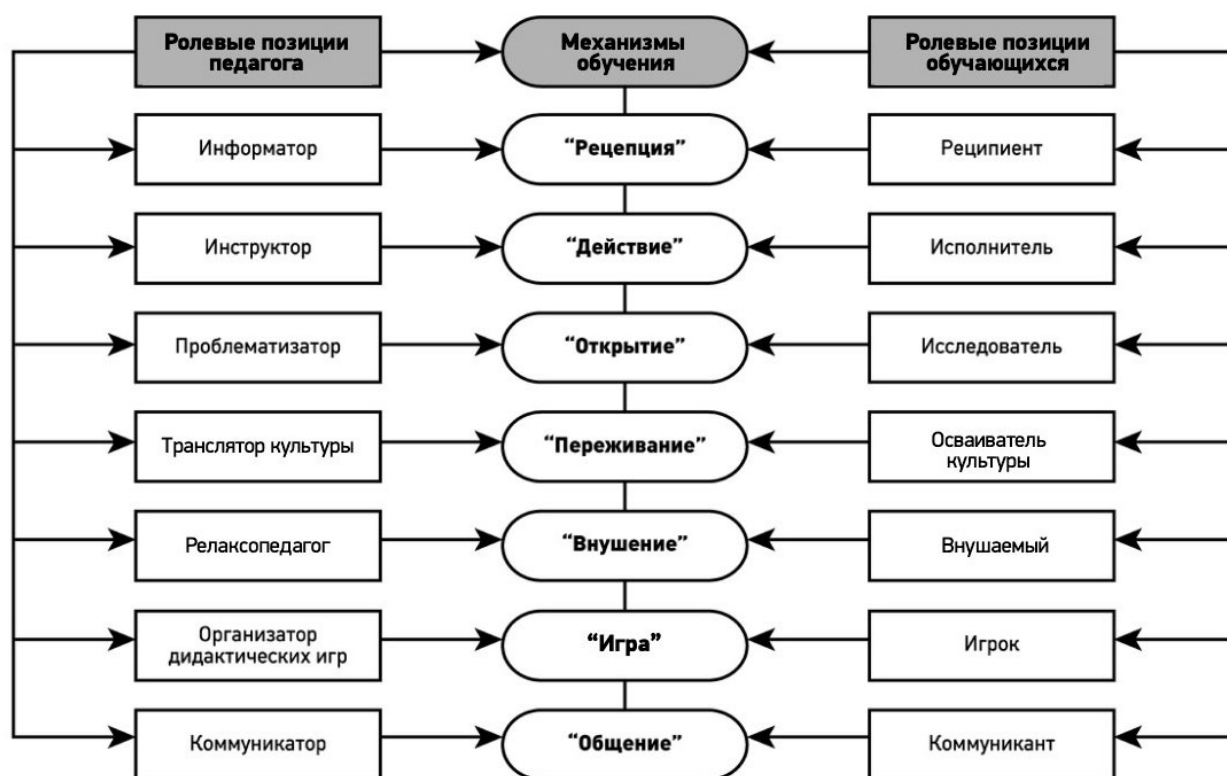 Ролевые позиции
педагога
Механизмы
обучения
Ролевые позиции
обучающихся
Информатор
“Рецепция”
Реципиент
Инструктор
“Действие”
Исполнитель
Проблематизатор
“Открытие”
Исследователь
Транслятор культуры
“Переживание”
Осваиватель
культуры
Релаксопедагог
“Внушение”
Внушаемый
Организатор
дидактических игр
“Игра”
Игрок
Коммуникатор
“Общение”
Коммуникант